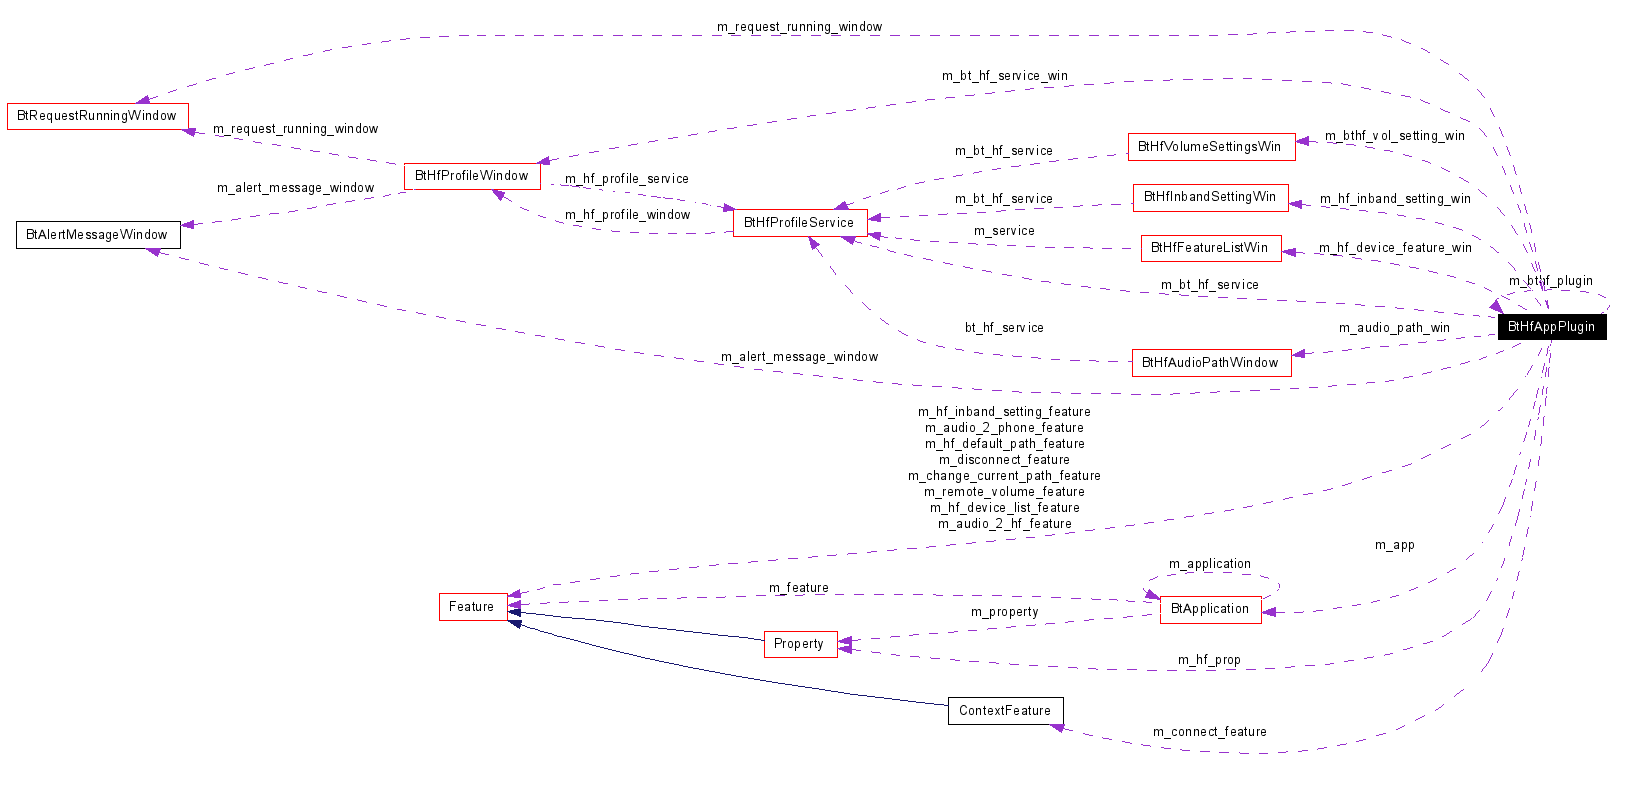 m_request_running_window
m_bt_hf_service_win
BtRequestRunningWindow
m_request_running_window
m_bthf_vol_setting_win
BtHfVolumeSettingsWin
m_bt_hf_service
BtHfProfileWindow
m_hf_profile_service
m_alert_message_window
BtHfInbandSettingWin
m_bt_hf_service
m_hf_inband_setting_win
m_hf_profile_window
BtHfProfileService
m_service
BtAlertMessageWindow
BtHfFeatureListWin
m_hf_device_feature_win
m_bthf_plugin
m_bt_hf_service
bt_hf_service
m_audio_path_win
BtHfAppPlugin
m_alert_message_window
BtHfAudioPathWindow
m_hf_inband_setting_feature
m_audio_2_phone_feature
m_hf_default_path_feature
m_disconnect_feature
m_change_current_path_feature
m_remote_volume_feature
m_hf_device_list_feature
m_audio_2_hf_feature
m_app
m_application
m_feature
Feature
BtApplication
m_property
Property
m_hf_prop
ContextFeature
m_connect_feature